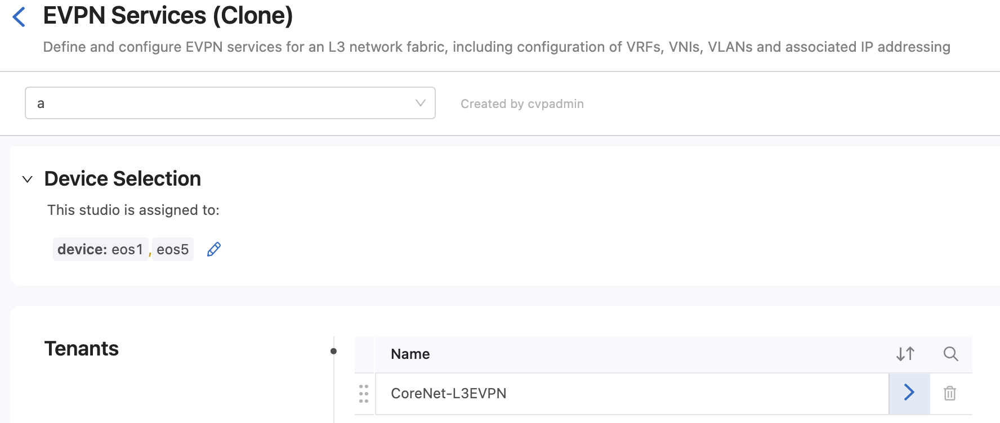 EVPN Services (Clone)
Define and configure EVPN services for an L3 network fabric, including configuration of VRFs, VNIs, VLANs and associated IP addressing
a
Created by cvpadmin
Device Selection
This studio is assigned to:
device: eos1 , eos5
Tenants
Name
CoreNet-L3EVPN